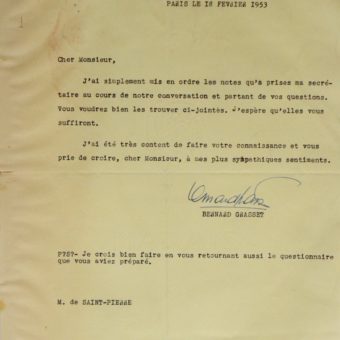 PARIS LE 18 FEVRIER 1953
Cher Monsieur,
J'ai simplement mis en ordre les notes qu'a prises ma secré-
taire au cours de notre conversation et partant de vos questions.
Vous voudrez bien les trouver ci-jointes. J'espère qu'elles vous
suffiront.
J'ai été très content de faire votre connaissance et vous
prie de croire, cher Monsieur, à mes plus sympathiques sentiments.
BERNARD GRASSET
P?S?- Je crois bien faire en vous retournant aussi le questionnaire
que vous aviez préparé.
M. de SAINT-PIERRE